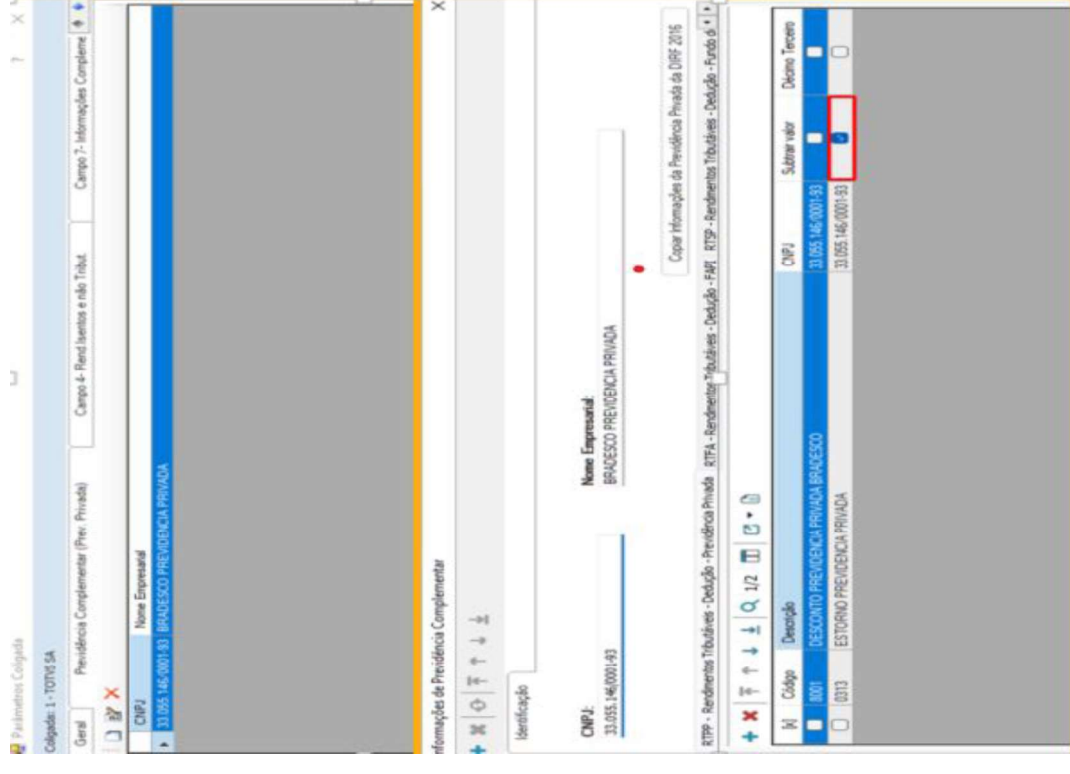 Parâmetros Coligada
Coligada: 1 - TOTVS SA
Geral
Previdência Complementar (Prev. Privada)
Campo 4- Rend Isentos e não Tribut.
Campo 7- Informações Compleme
CNPJ
Nome Empresarial
33.055.146/0001-93
BRADESCO PREVIDENCIA PRIVADA
nformações de Previdência Complementar
Identificação
CNPJ:
Nome Empresarial:
33.055.146/0001-93
BRADESCO PREVIDENCIA PRIVADA
Copiar Informações da Previdência Privada da DIRF 2016
RTPP - Rendimentos Tributáveis - Dedução - Previdência Privada
RTFA - Rendimentos Tributáveis - Dedução - FAPI
RTSP - Rendimentos Tributáveis - Dedução - Fundo d
1/2
[x]
Código
Descrição
CNPJ
Subtrair valor
Décimo Terceiro
8001
DESCONTO PREVIDENCIA PRIVADA BRADESCO
33.055.146/0001-93
0313
ESTORNO PREVIDENCIA PRIVADA
33.055.146/0001-93